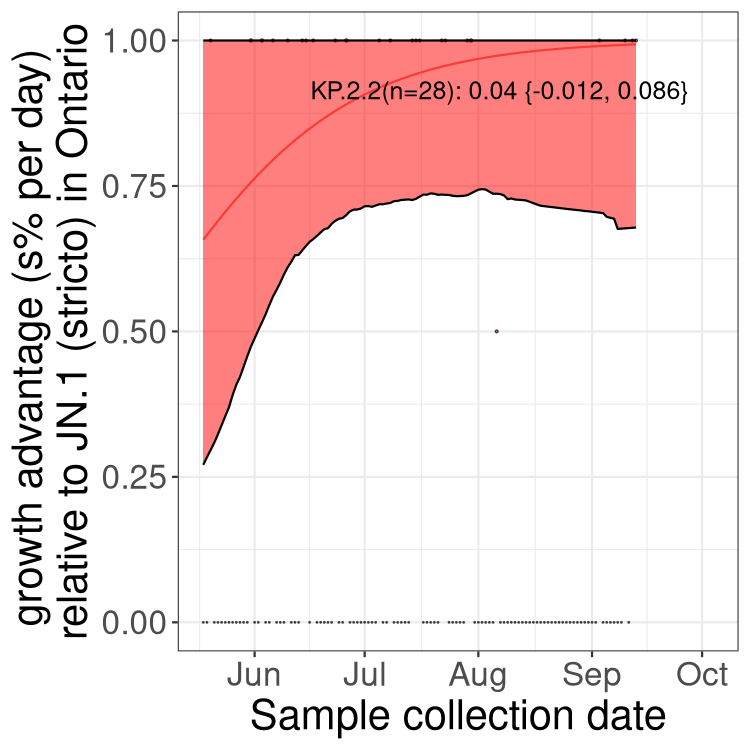 growth advantage (s% per day)
relative to JN.1 (stricto) in Ontario
1.00
0.75
0.50
0.25
0.00
KP.2.2(n=28): 0.04 {-0.012, 0.086}
Jun Jul Aug Sep Oct
Sample collection date